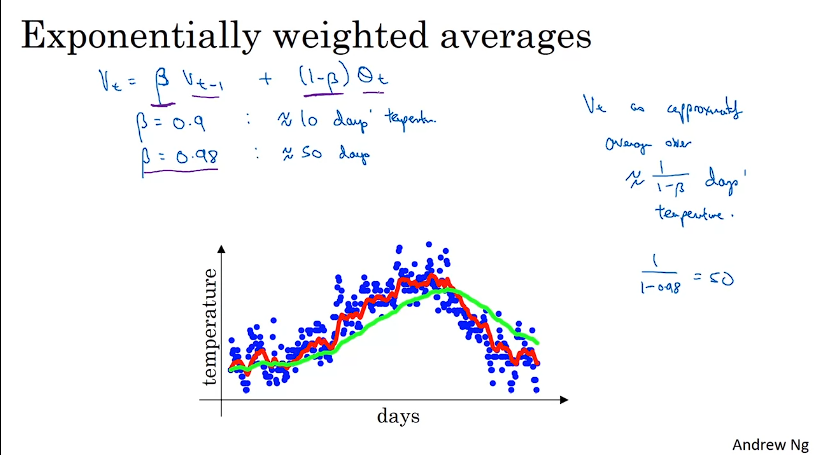 Exponentially weighted averages
Vt = β Vt-1 + (1-β) θt
β = 0.9 : ≈ 10 days' temperature.
β = 0.98 : ≈ 50 days
Vt as approximately
average over
≈ 1/(1-β) days'
temperature.
1/(1-0.98) = 50
temperature
days
Andrew Ng